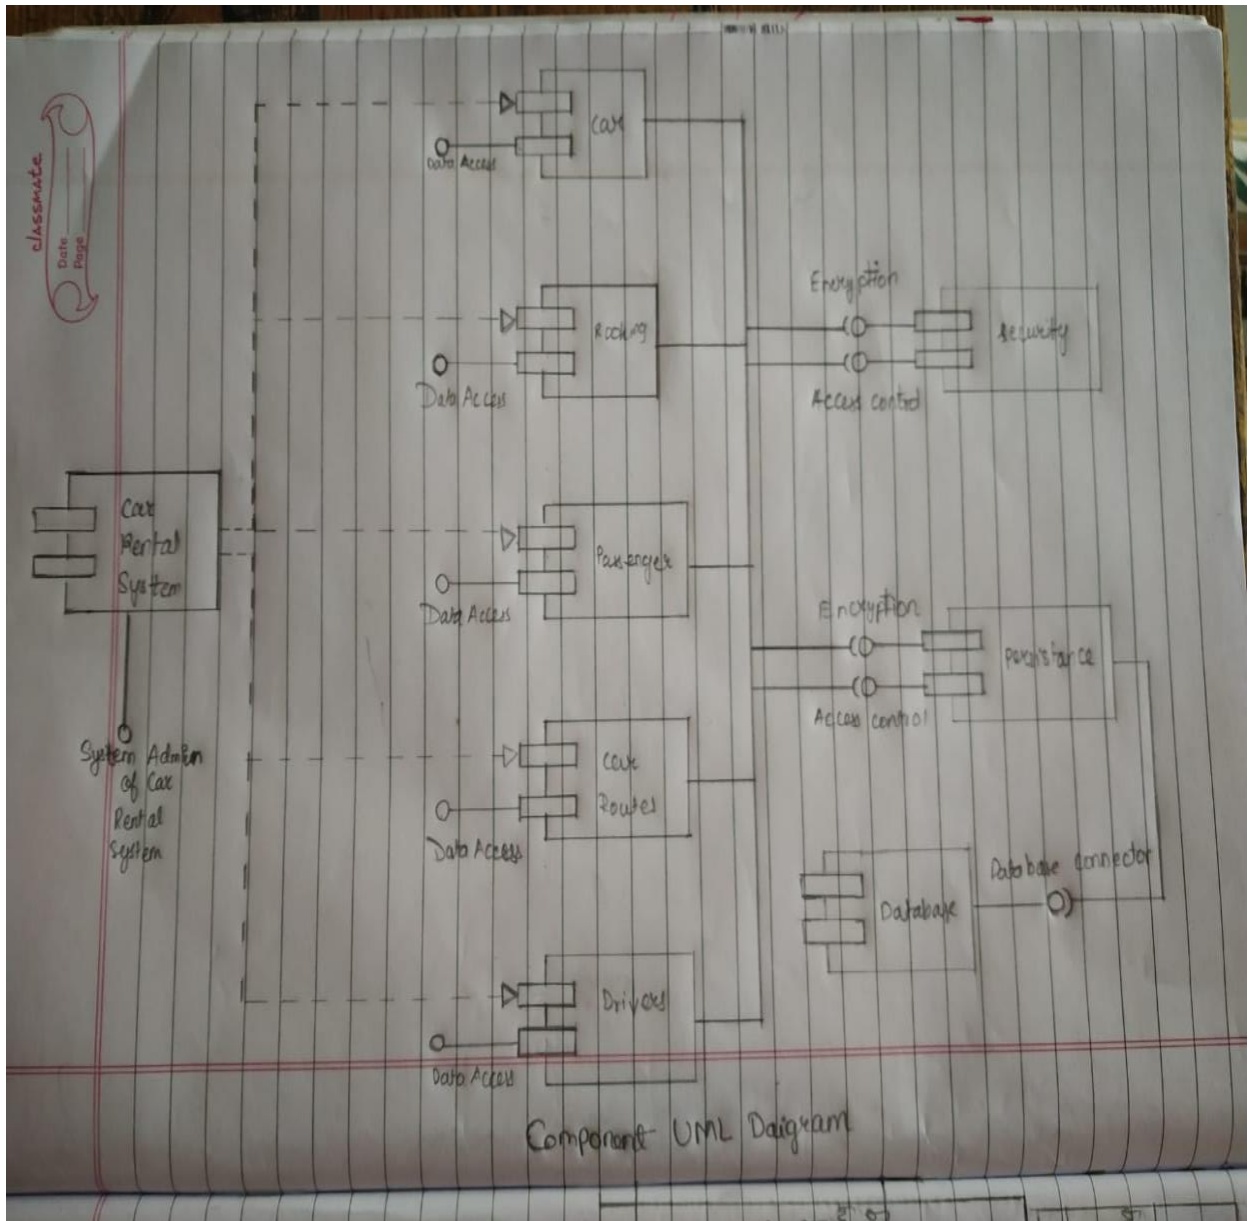 classmate
Date
Page
Car
Data Access
Encryption
Security
Access control
Data Access
Car
Rental
System
Passenger
Data Access
Encryption
Persistance
Access control
System Admin
of Car
Rental
System
Car
Routes
Data Access
Database connector
Database
Drivers
Data Access
Component UML Daigram